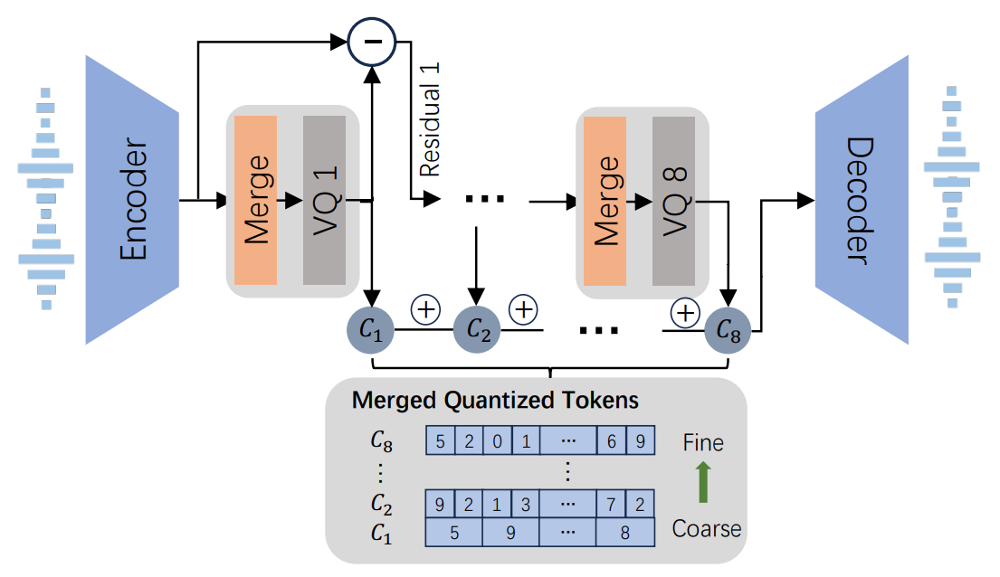 Encoder
Merge
VQ 1
−
Residual 1
...
Merge
VQ 8
Decoder
C1
+
C2
+
...
+
C8
Merged Quantized Tokens
C8 5 2 0 1 ... 6 9 Fine
⋮ ⋮
C2 9 2 1 3 ... 7 2
C1 5 9 ... 8 Coarse